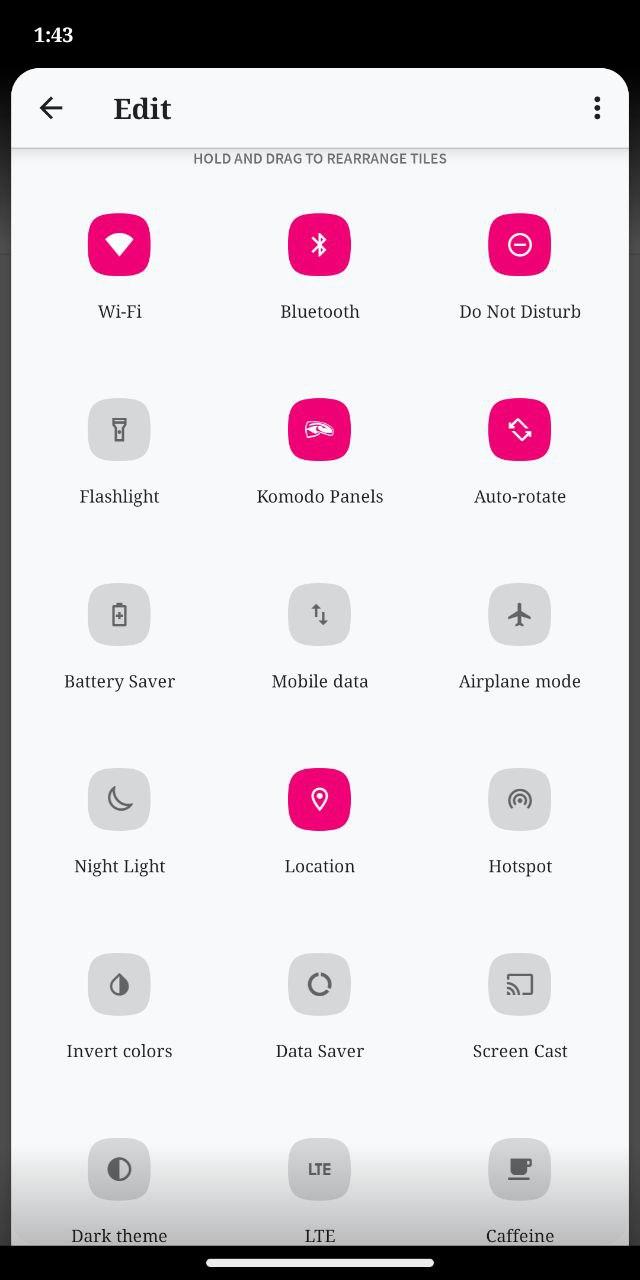 1:43
Edit
HOLD AND DRAG TO REARRANGE TILES
Wi-Fi
Bluetooth
Do Not Disturb
Flashlight
Komodo Panels
Auto-rotate
Battery Saver
Mobile data
Airplane mode
Night Light
Location
Hotspot
Invert colors
Data Saver
Screen Cast
LTE
Dark theme
LTE
Caffeine